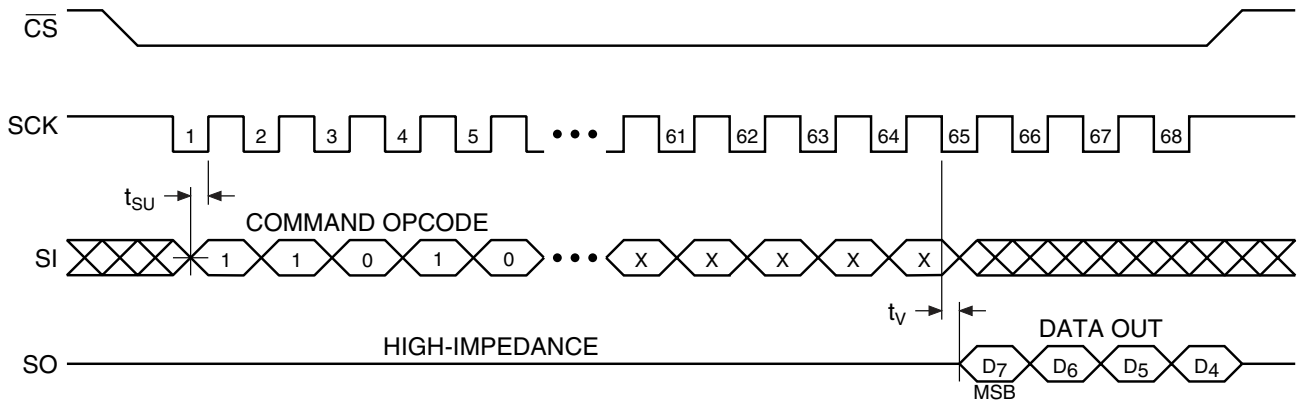 CS
SCK 1 2 3 4 5 ••• 61 62 63 64 65 66 67 68
tSU
COMMAND OPCODE
SI 1 1 0 1 0 ••• X X X X X
tV
DATA OUT
HIGH-IMPEDANCE
SO D7 D6 D5 D4
MSB